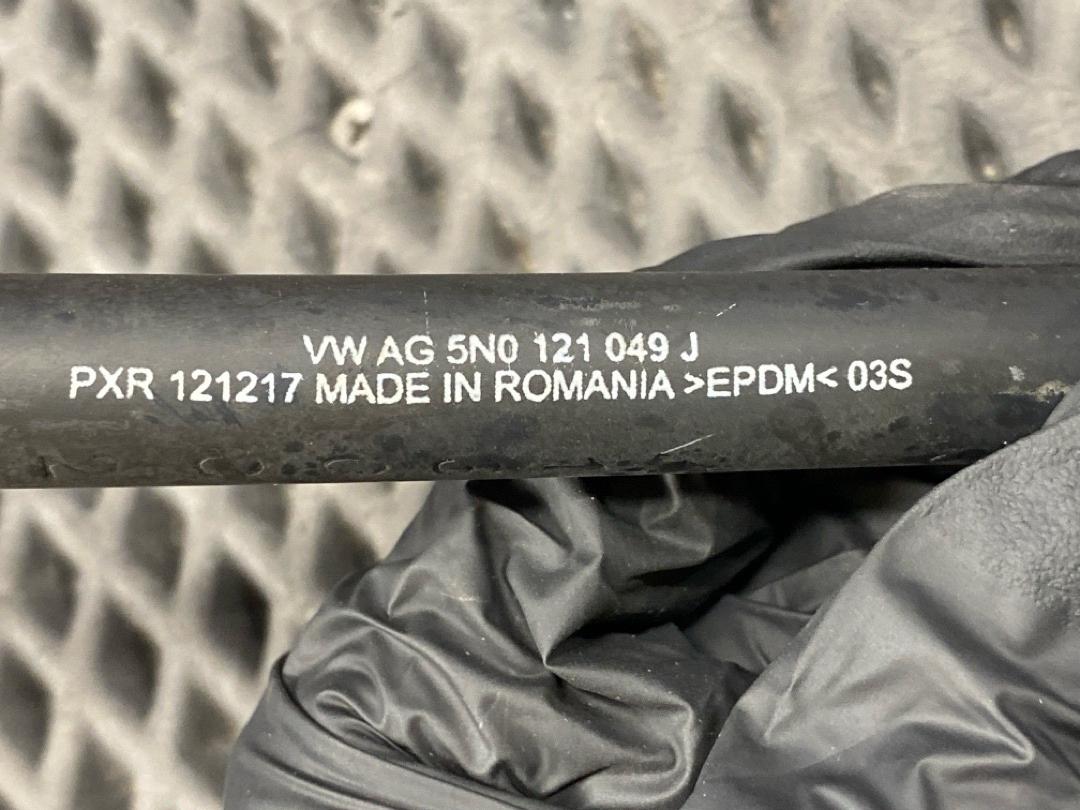 VW AG 5N0 121 049 J
PXR 121217 MADE IN ROMANIA >EPDM< 03S